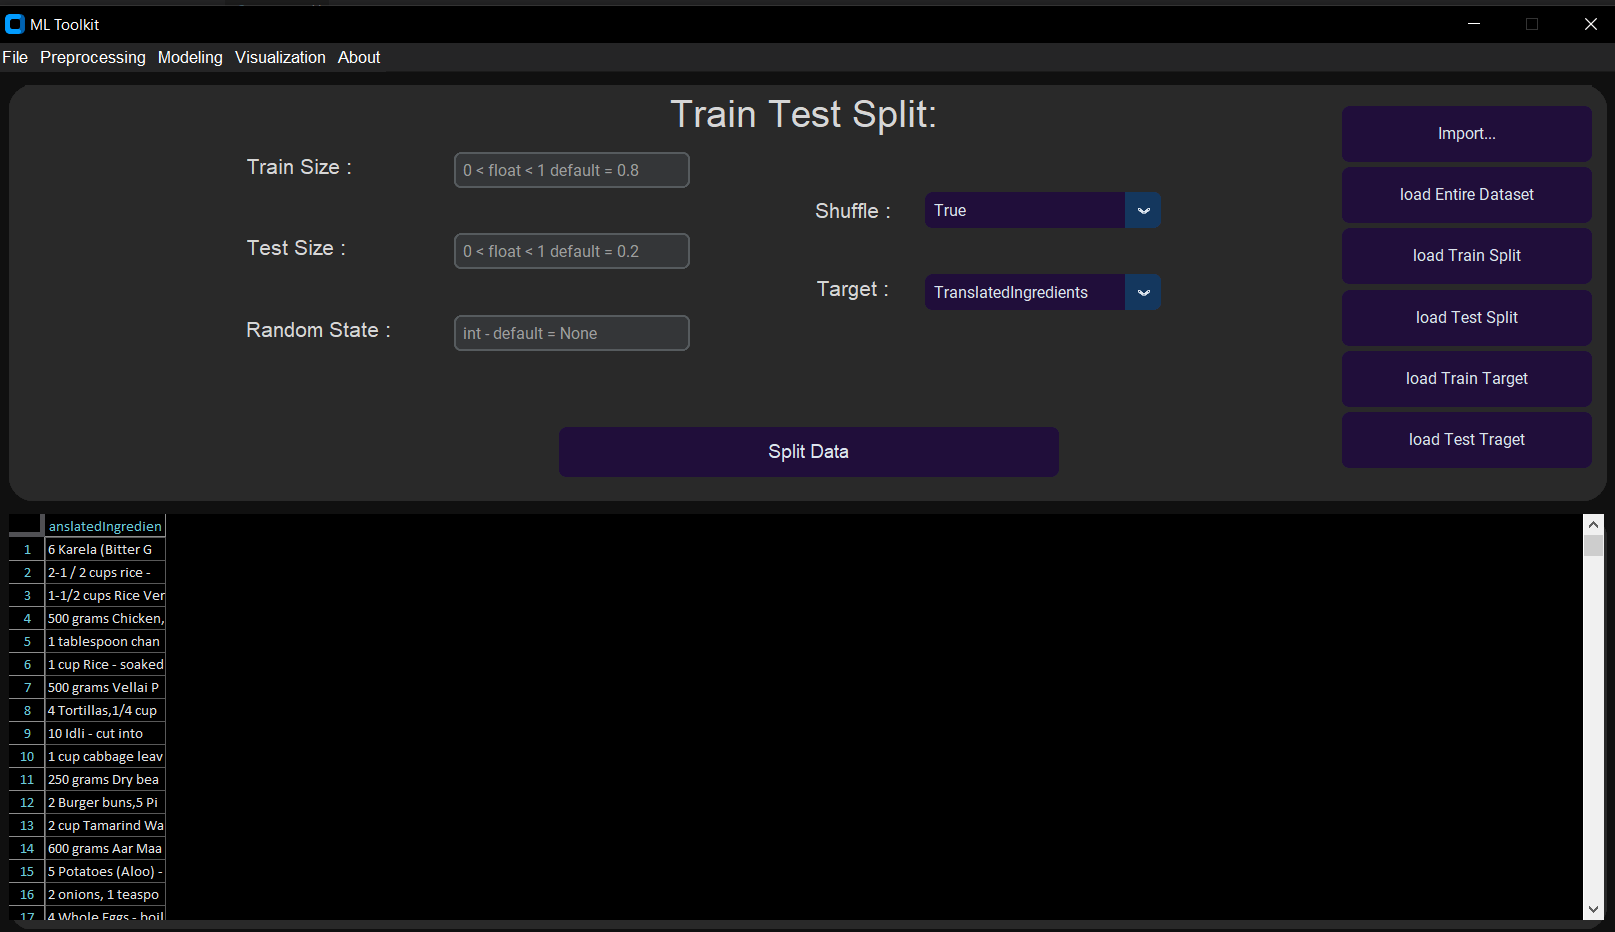 ML Toolkit
File Preprocessing Modeling Visualization About
Train Test Split:
Train Size :
0 < float < 1 default = 0.8
Test Size :
0 < float < 1 default = 0.2
Random State :
int - default = None
Shuffle :
True
Target :
TranslatedIngredients
Split Data
Import...
load Entire Dataset
load Train Split
load Test Split
load Train Target
load Test Traget
anslatedIngredien
1 6 Karela (Bitter G
2 2-1 / 2 cups rice -
3 1-1/2 cups Rice Ver
4 500 grams Chicken,
5 1 tablespoon chan
6 1 cup Rice - soaked
7 500 grams Vellai P
8 4 Tortillas,1/4 cup
9 10 Idli - cut into
10 1 cup cabbage leav
11 250 grams Dry bea
12 2 Burger buns,5 Pi
13 2 cup Tamarind Wa
14 600 grams Aar Maa
15 5 Potatoes (Aloo) -
16 2 onions, 1 teaspo
17 4 Whole Eggs - boil